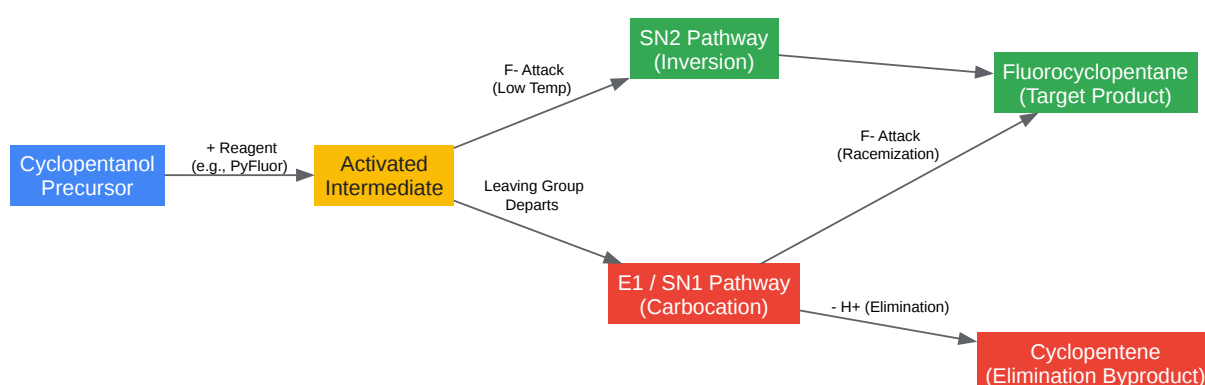 SN2 Pathway
(Inversion)
F- Attack
(Low Temp)
Fluorocyclopentane
(Target Product)
+ Reagent
(e.g., PyFluor)
Cyclopentanol
Precursor
Activated
Intermediate
F- Attack
(Racemization)
Leaving Group
Departs
E1 / SN1 Pathway
(Carbocation)
- H+ (Elimination)
Cyclopentene
(Elimination Byproduct)